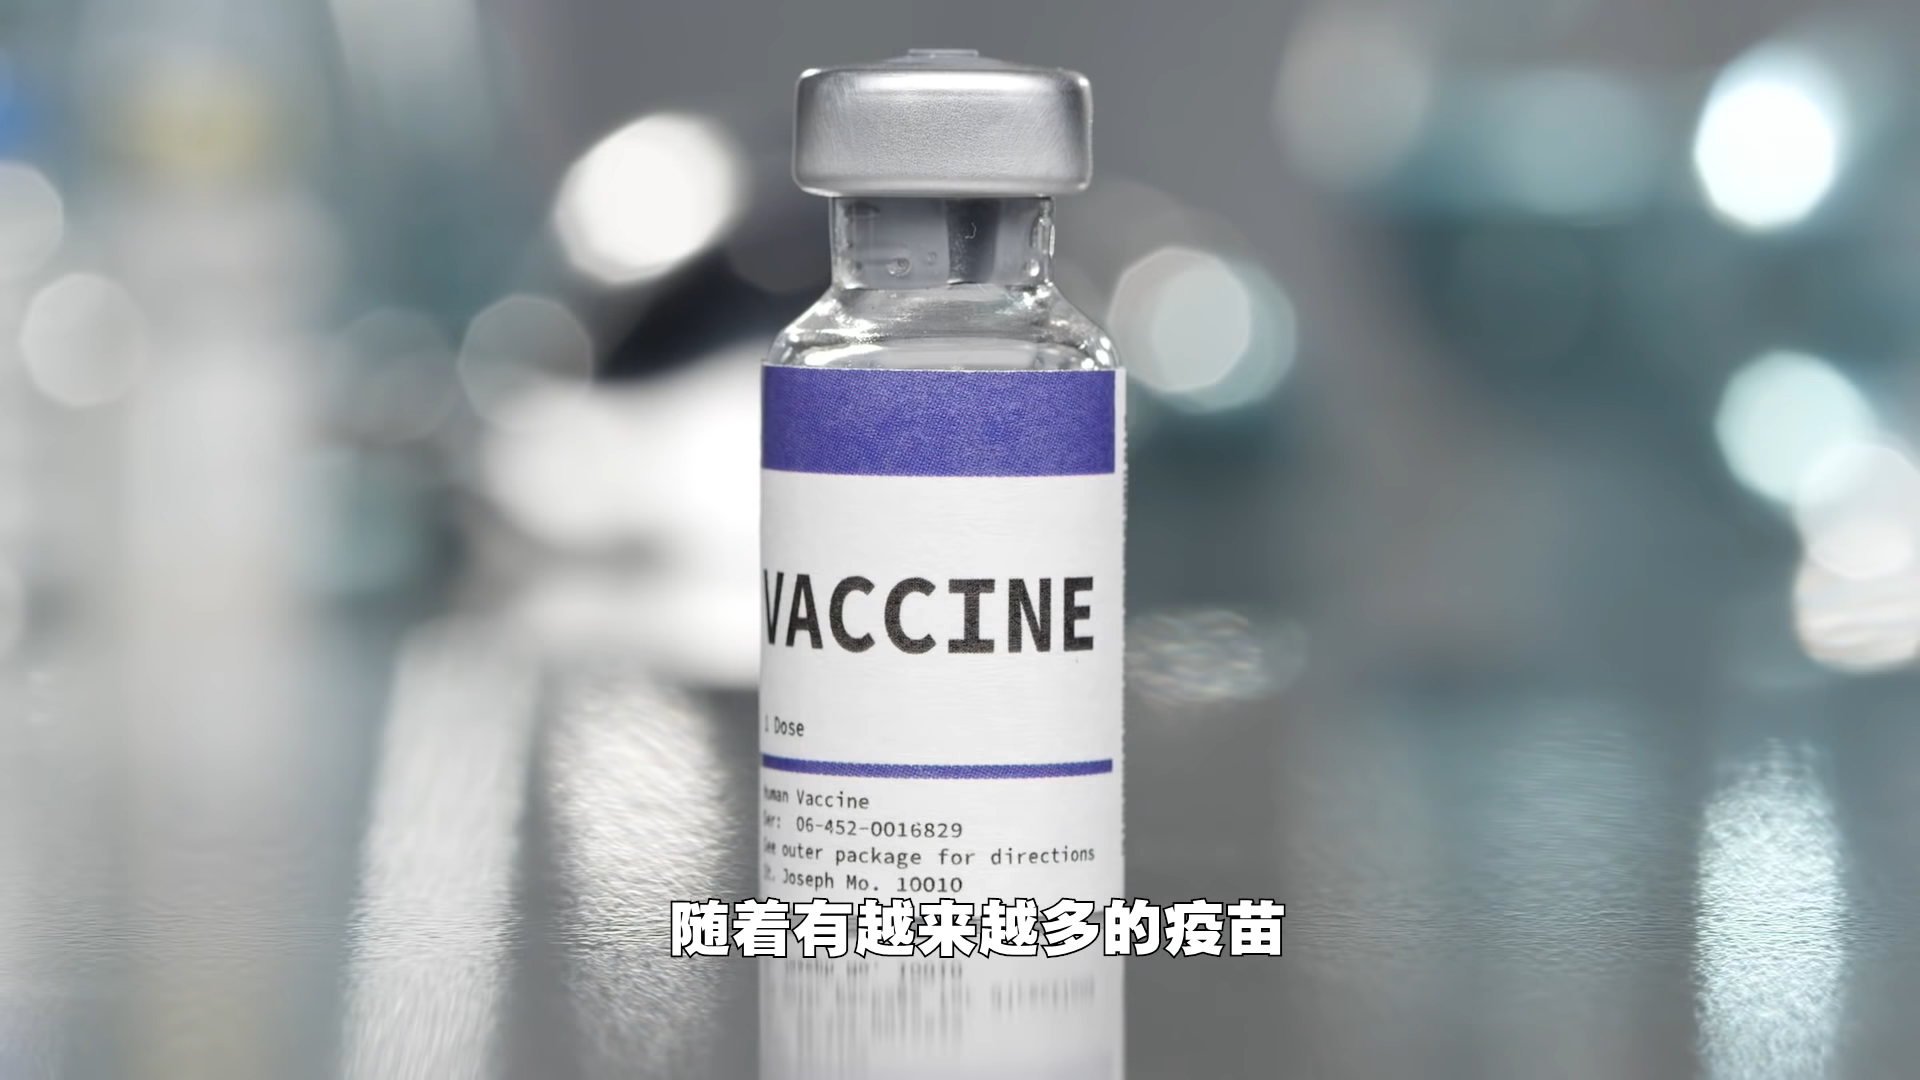 VACCINE
1 Dose
Human Vaccine
Ser: 06-452-0016829
See outer package for directions
St. Joseph Mo. 10010
随着有越来越多的疫苗